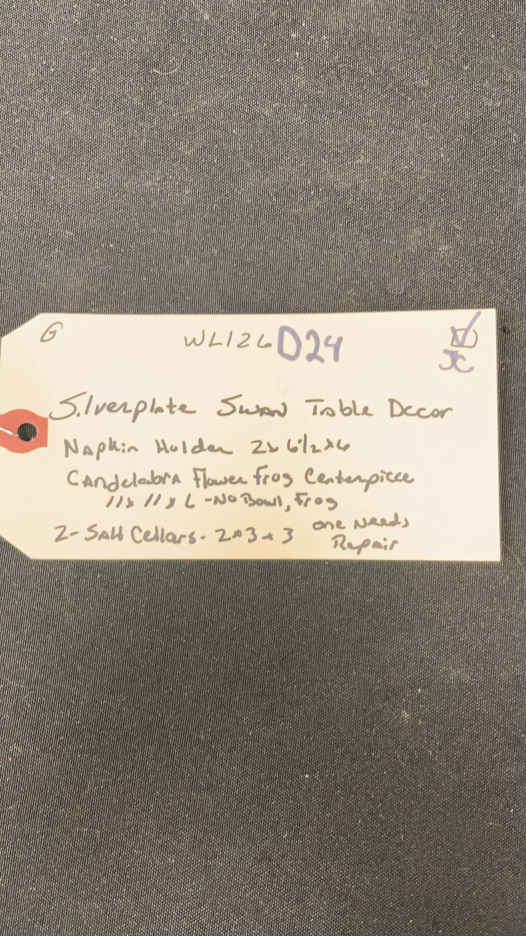 G WL126 D24
JC
Silverplate Swan Table Decor
Napkin Holder 2x6½x6
Candelabra Flower Frog Centerpiece
11x11x6 - No Bowl, Frog
2- Salt Cellars - 2x3x3 one Needs
Repair